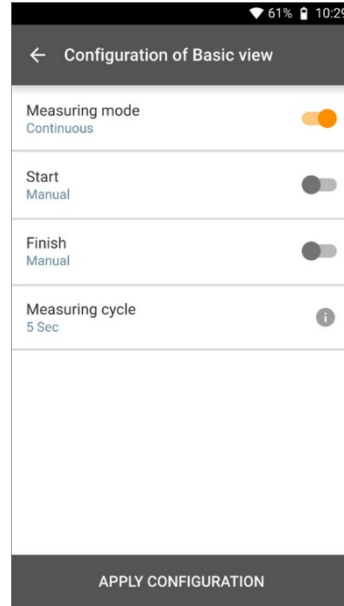 61% 10:29
Configuration of Basic view
Measuring mode
Continuous
Start
Manual
Finish
Manual
Measuring cycle
5 Sec
APPLY CONFIGURATION